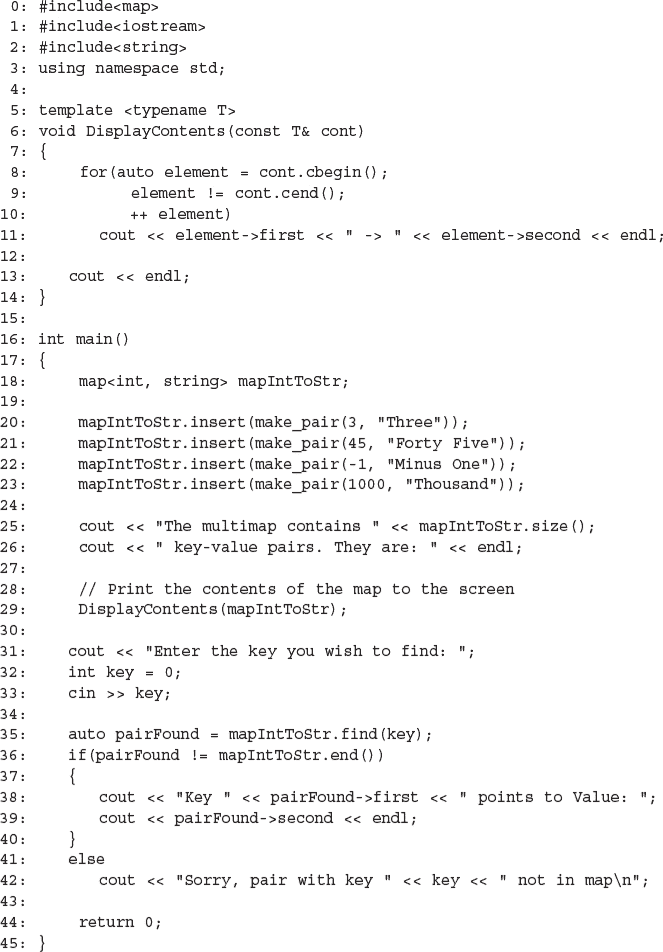 0: #include<map>
1: #include<iostream>
2: #include<string>
3: using namespace std;
4:
5: template <typename T>
6: void DisplayContents(const T& cont)
7: {
8:     for(auto element = cont.cbegin();
9:          element != cont.cend();
10:          ++ element)
11:       cout << element->first << " -> " << element->second << endl;
12:
13:    cout << endl;
14: }
15:
16: int main()
17: {
18:     map<int, string> mapIntToStr;
19:
20:     mapIntToStr.insert(make_pair(3, "Three"));
21:     mapIntToStr.insert(make_pair(45, "Forty Five"));
22:     mapIntToStr.insert(make_pair(-1, "Minus One"));
23:     mapIntToStr.insert(make_pair(1000, "Thousand"));
24:
25:     cout << "The multimap contains " << mapIntToStr.size();
26:     cout << " key-value pairs. They are: " << endl;
27:
28:     // Print the contents of the map to the screen
29:     DisplayContents(mapIntToStr);
30:
31:    cout << "Enter the key you wish to find: ";
32:    int key = 0;
33:    cin >> key;
34:
35:    auto pairFound = mapIntToStr.find(key);
36:    if(pairFound != mapIntToStr.end())
37:    {
38:       cout << "Key " << pairFound->first << " points to Value: ";
39:       cout << pairFound->second << endl;
40:    }
41:    else
42:       cout << "Sorry, pair with key " << key << " not in map\n";
43:
44:     return 0;
45: }